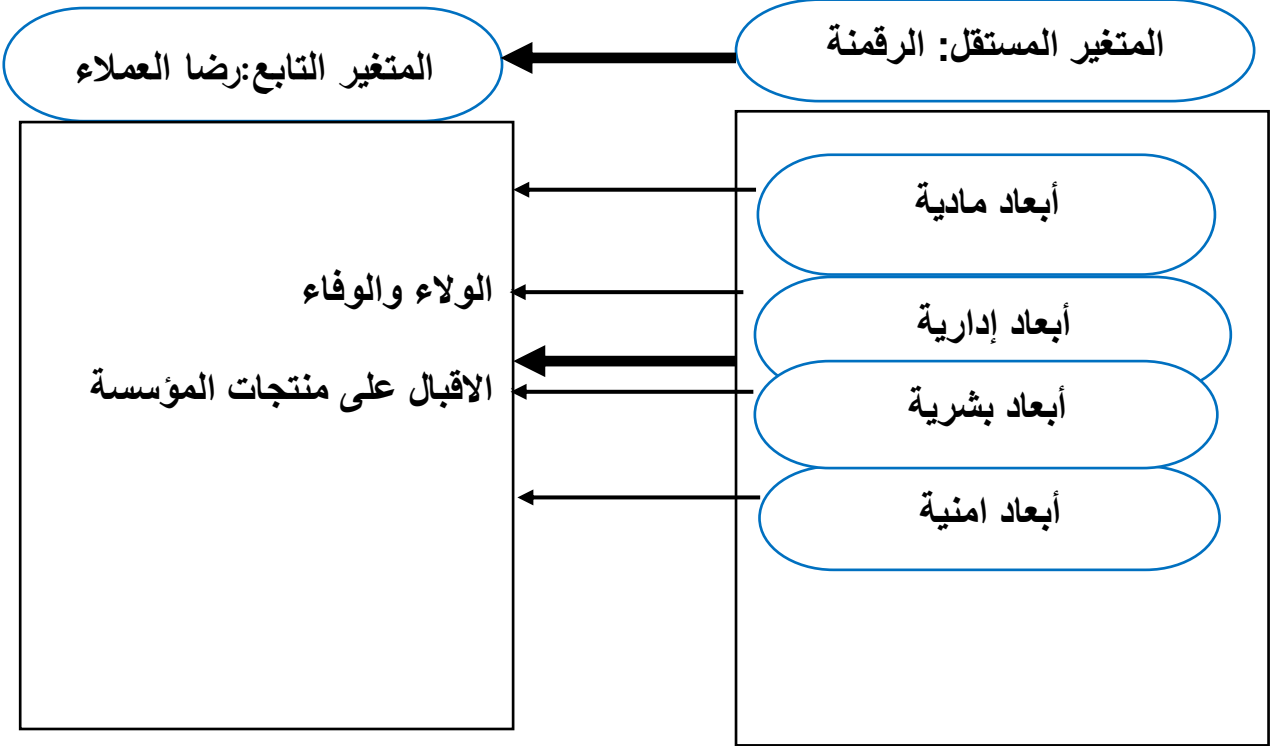 المتغير المستقل: الرقمنة
المتغير التابع:رضا العملاء
أبعاد مادية
أبعاد إدارية
أبعاد بشرية
أبعاد امنية
الولاء والوفاء
الاقبال على منتجات المؤسسة